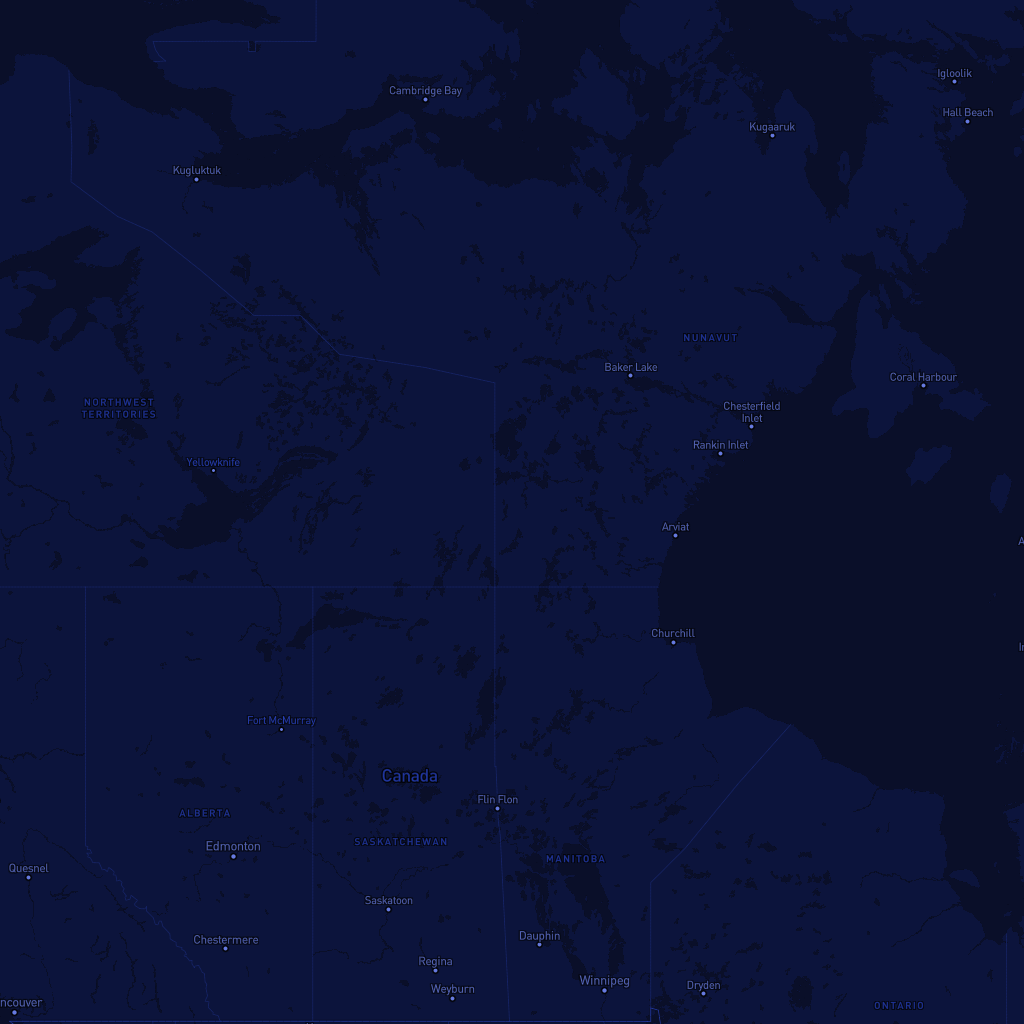 Igloolik
Cambridge Bay
Hall Beach
Kugaaruk
Kugluktuk
NUNAVUT
Baker Lake
Coral Harbour
NORTHWEST
TERRITORIES
Chesterfield
Inlet
Rankin Inlet
Yellowknife
Arviat
A
Churchill
In
Fort McMurray
Canada
Flin Flon
ALBERTA
SASKATCHEWAN
Edmonton
MANITOBA
Quesnel
Saskatoon
Chestermere
Dauphin
Regina
Winnipeg
Dryden
Weyburn
ncouver
ONTARIO